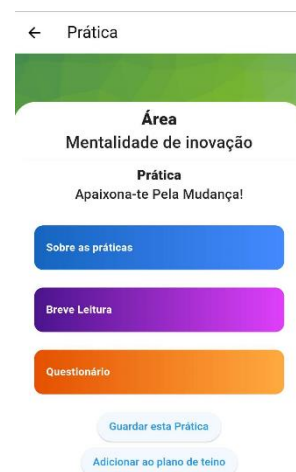 Prática
Área
Mentalidade de inovação
Prática
Apaixona-te Pela Mudança!
Sobre as práticas
Breve Leitura
Questionário
Guardar esta Prática
Adicionar ao plano de teino